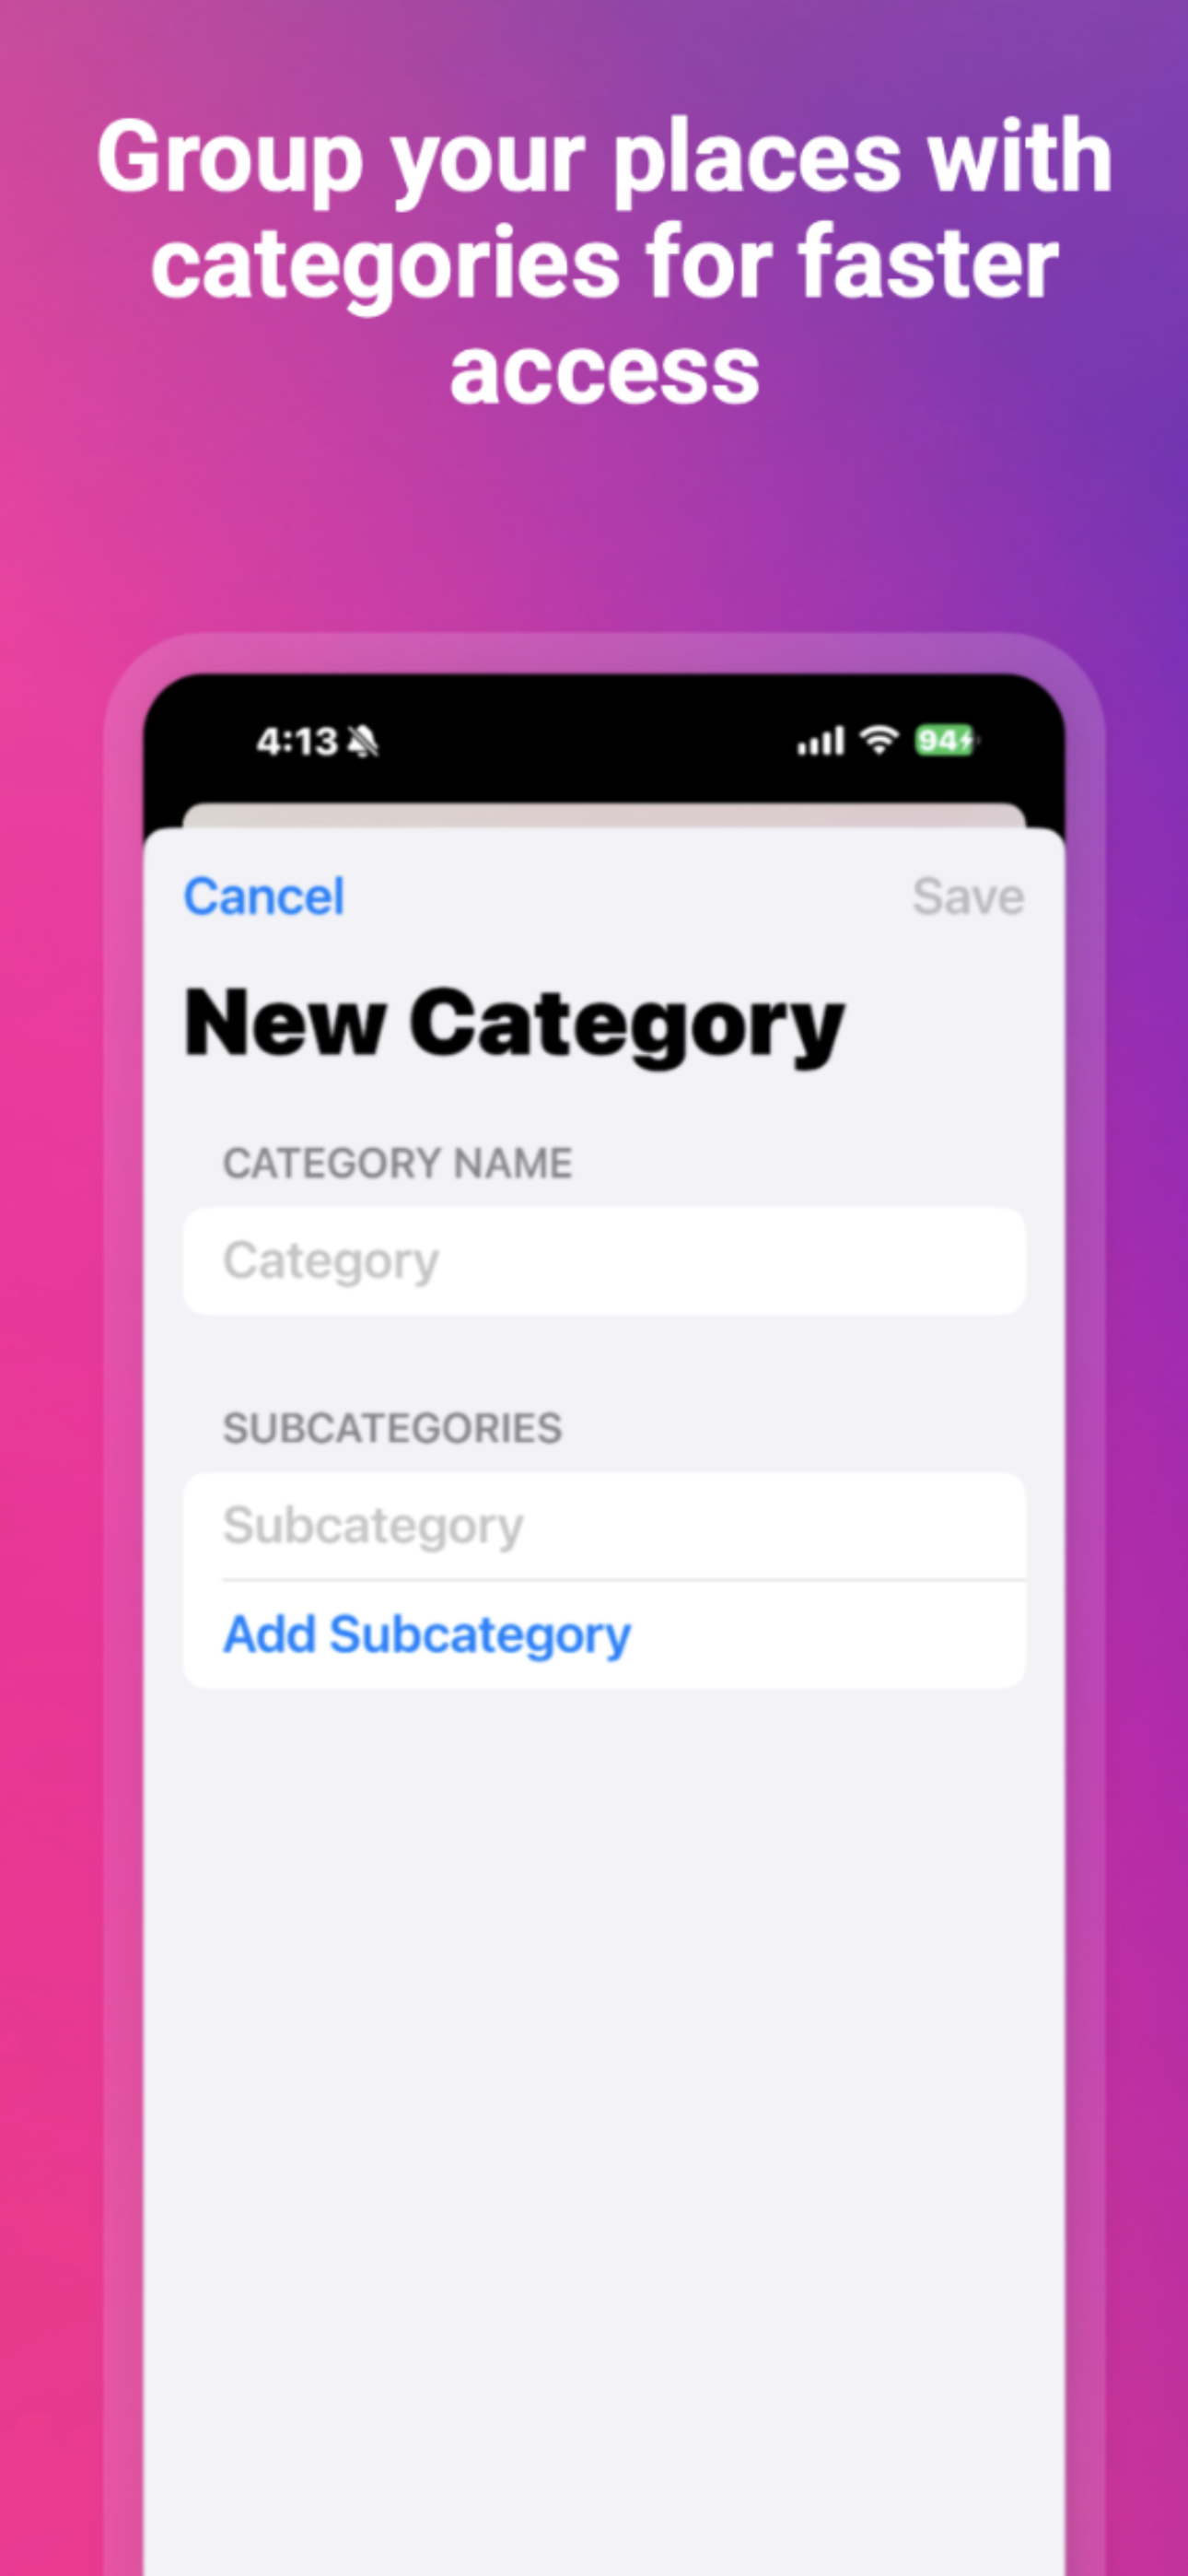 Group your places with
categories for faster
access
4:13
94
Cancel
Save
New Category
CATEGORY NAME
Category
SUBCATEGORIES
Subcategory
Add Subcategory